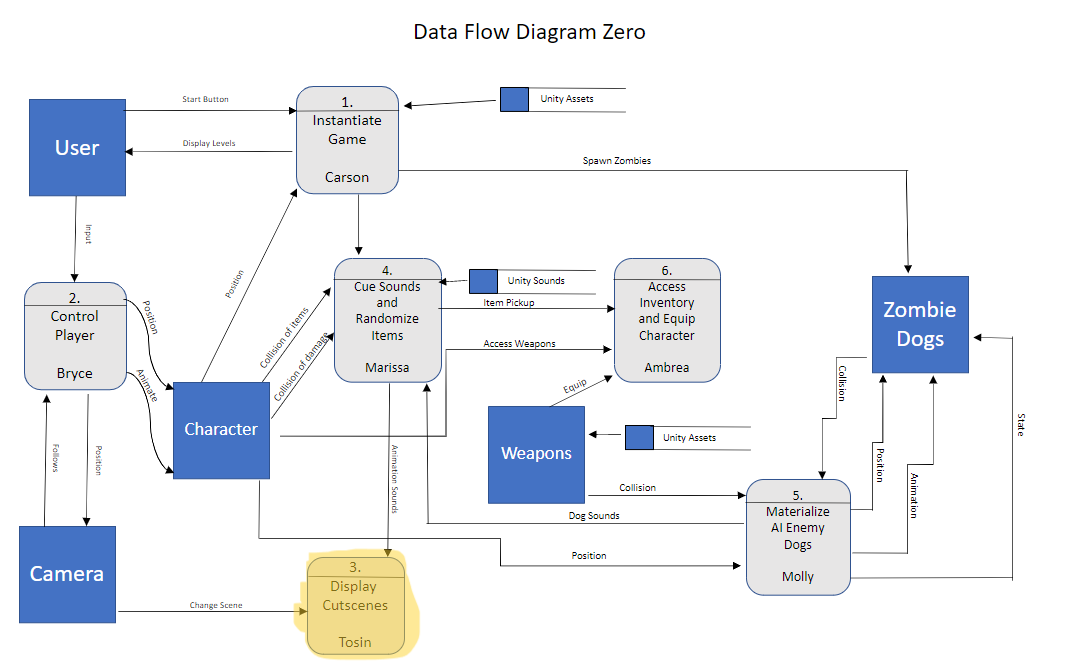 Data Flow Diagram Zero
Start Button
1.
Instantiate
Game
Carson
Unity Assets
User
Display Levels
Spawn Zombies
Input
Position
4.
Cue Sounds
and
Randomize
Items
Marissa
Unity Sounds
Item Pickup
6.
Access
Inventory
and Equip
Character
Ambrea
Zombie
Dogs
2.
Control
Player
Bryce
Position
Animate
Collision of items
Collision of damage
Access Weapons
Equip
Character
Weapons
Unity Assets
Collision
State
Follows
Position
Animation Sounds
Collision
Position
Animation
5.
Materialize
AI Enemy
Dogs
Molly
Dog Sounds
Position
Camera
Change Scene
3.
Display
Cutscenes
Tosin